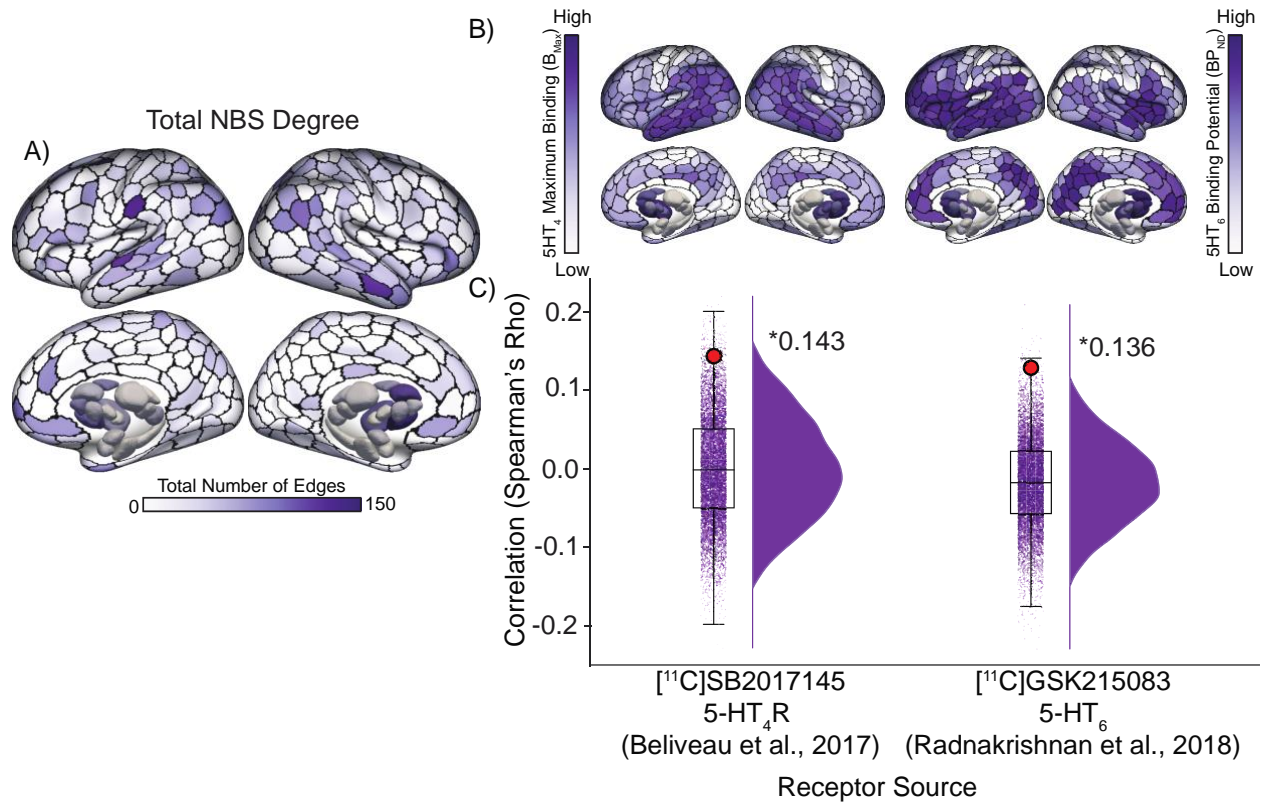 Total NBS Degree
A)
0
Total Number of Edges
150
B)
High
5HT4 Maximum Binding (BMax)
Low
High
5HT6 Binding Potential (BPND)
Low
C)
Correlation (Spearman's Rho)
0.2
0.1
0.0
-0.1
-0.2
*0.143
*0.136
[¹¹C]SB2017145
5-HT4R
(Beliveau et al., 2017)
[¹¹C]GSK215083
5-HT6
(Radnakrishnan et al., 2018)
Receptor Source